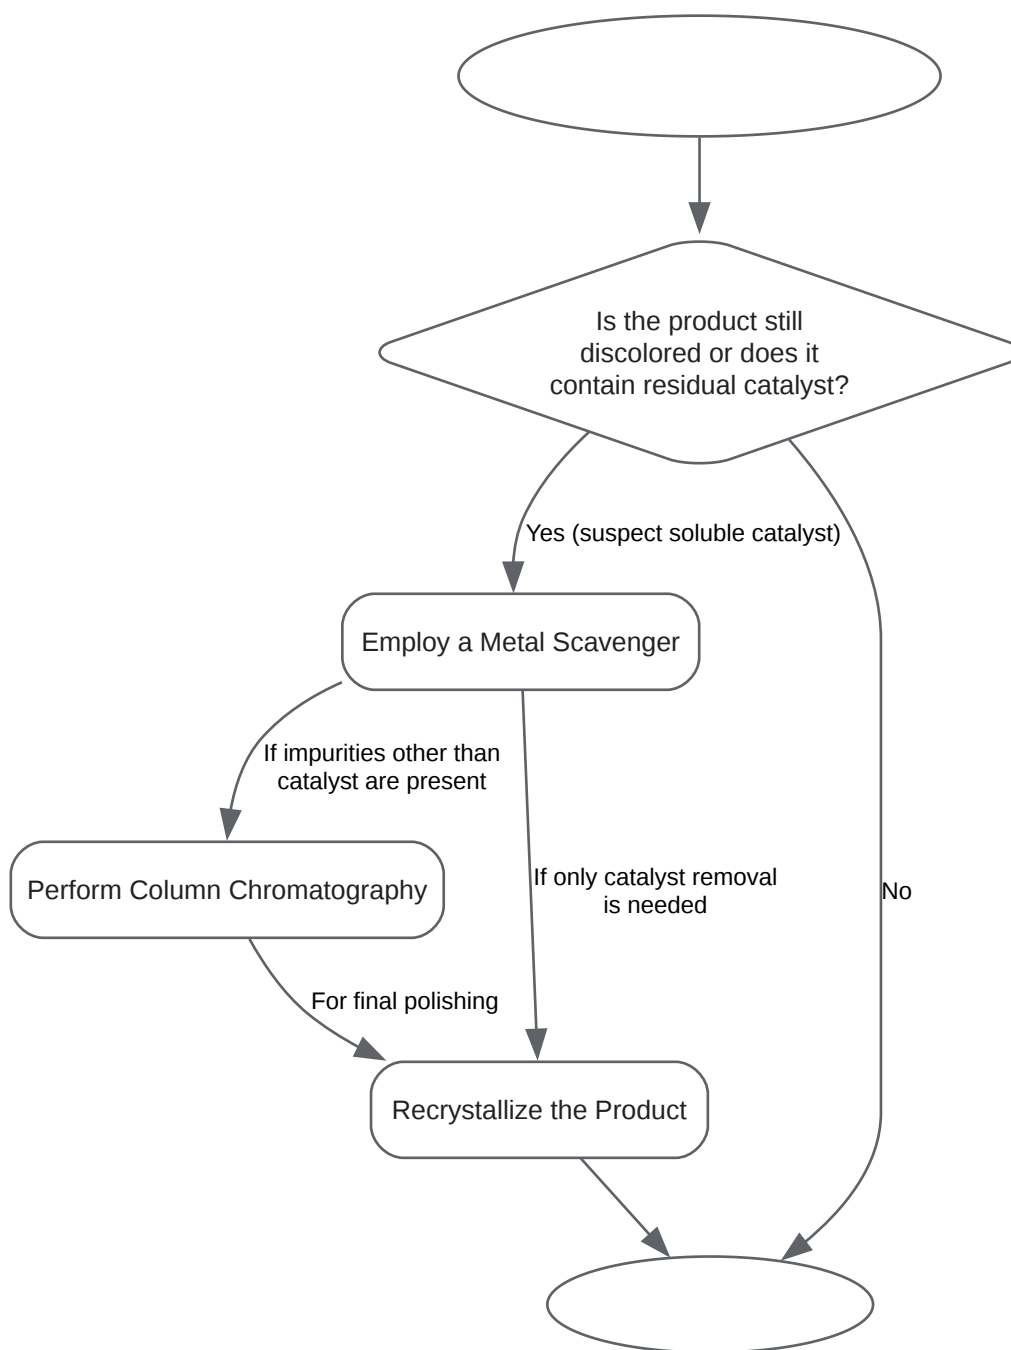 Is the product still
discolored or does it
contain residual catalyst?
Yes (suspect soluble catalyst)
Employ a Metal Scavenger
If impurities other than
catalyst are present
If only catalyst removal
is needed
No
Perform Column Chromatography
For final polishing
Recrystallize the Product